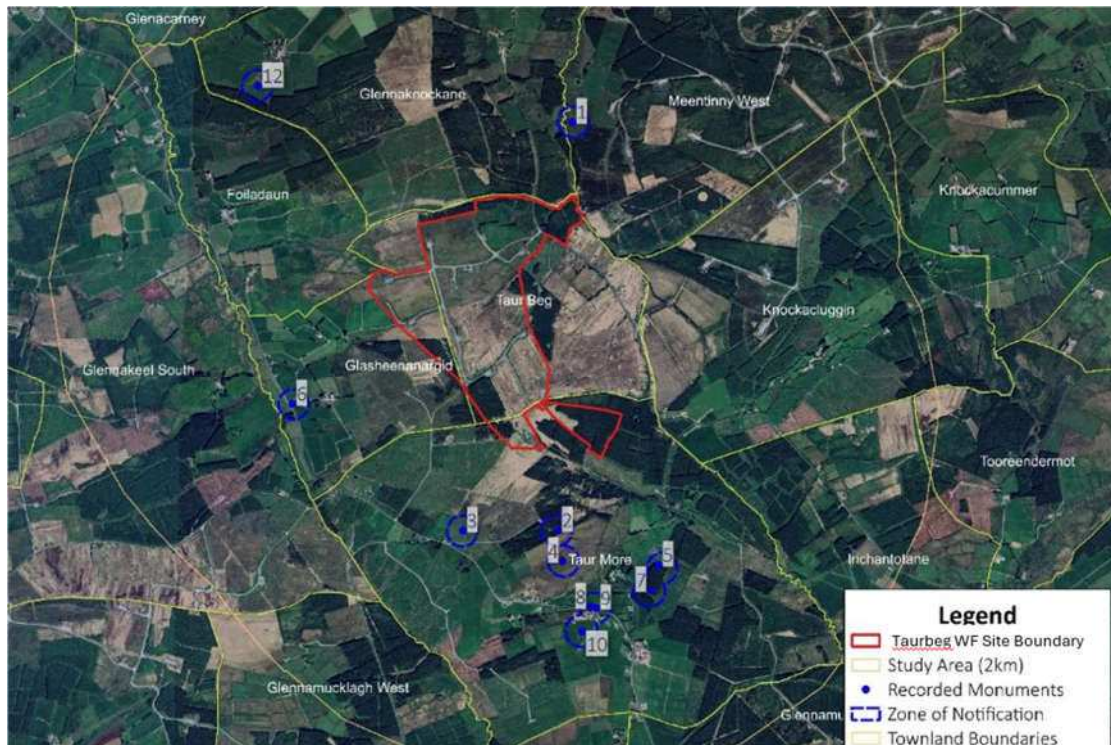 Glenacarney
12
Glennaknockane
Meentinny West
1
Foiladaun
Knockacummer
Taur Beg
Knockacluggin
Glasheenanargid
Glengakeel South
6
Tooreendermot
3
2
4
Taur More
5
7
Inchantotane
8
9
10
Glennamucklagh West
Glennamu
Legend
Taurbeg WF Site Boundary
Study Area (2km)
Recorded Monuments
Zone of Notification
Townland Boundaries